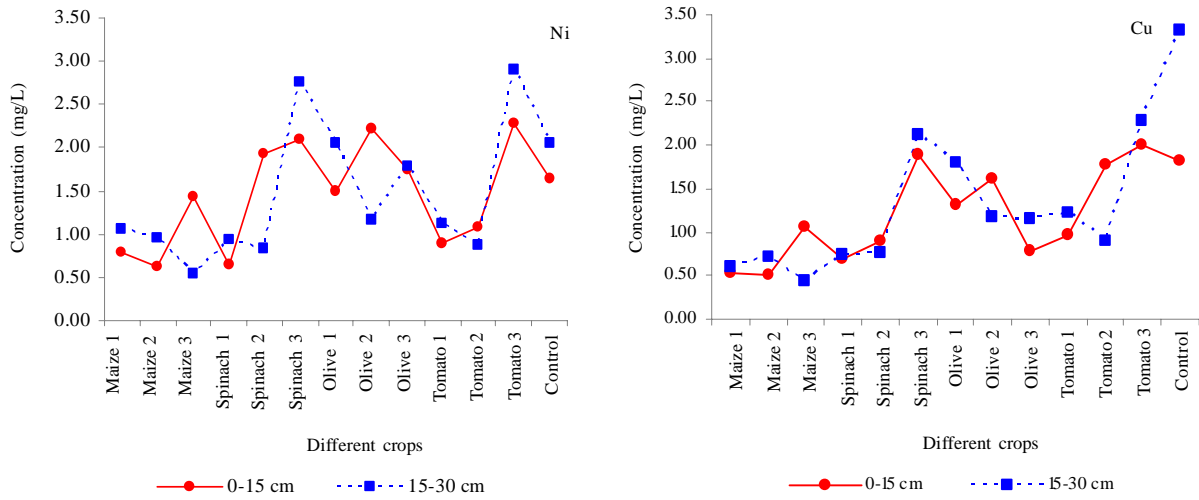 Ni
Concentration (mg/L)
3.50
3.00
2.50
2.00
1.50
1.00
0.50
0.00
Maize 1
Maize 2
Maize 3
Spinach 1
Spinach 2
Spinach 3
Olive 1
Olive 2
Olive 3
Tomato 1
Tomato 2
Tomato 3
Control
Different crops
0-15 cm
15-30 cm
Cu
Concentration (mg/L)
3.50
3.00
2.50
2.00
1.50
100
0.50
0.00
Maize 1
Maize 2
Maize 3
Spinach 1
Spinach 2
Spinach 3
Olive 1
Olive 2
Olive 3
Tomato 1
Tomato 2
Tomato 3
Control
Different crops
0-15 cm
15-30 cm